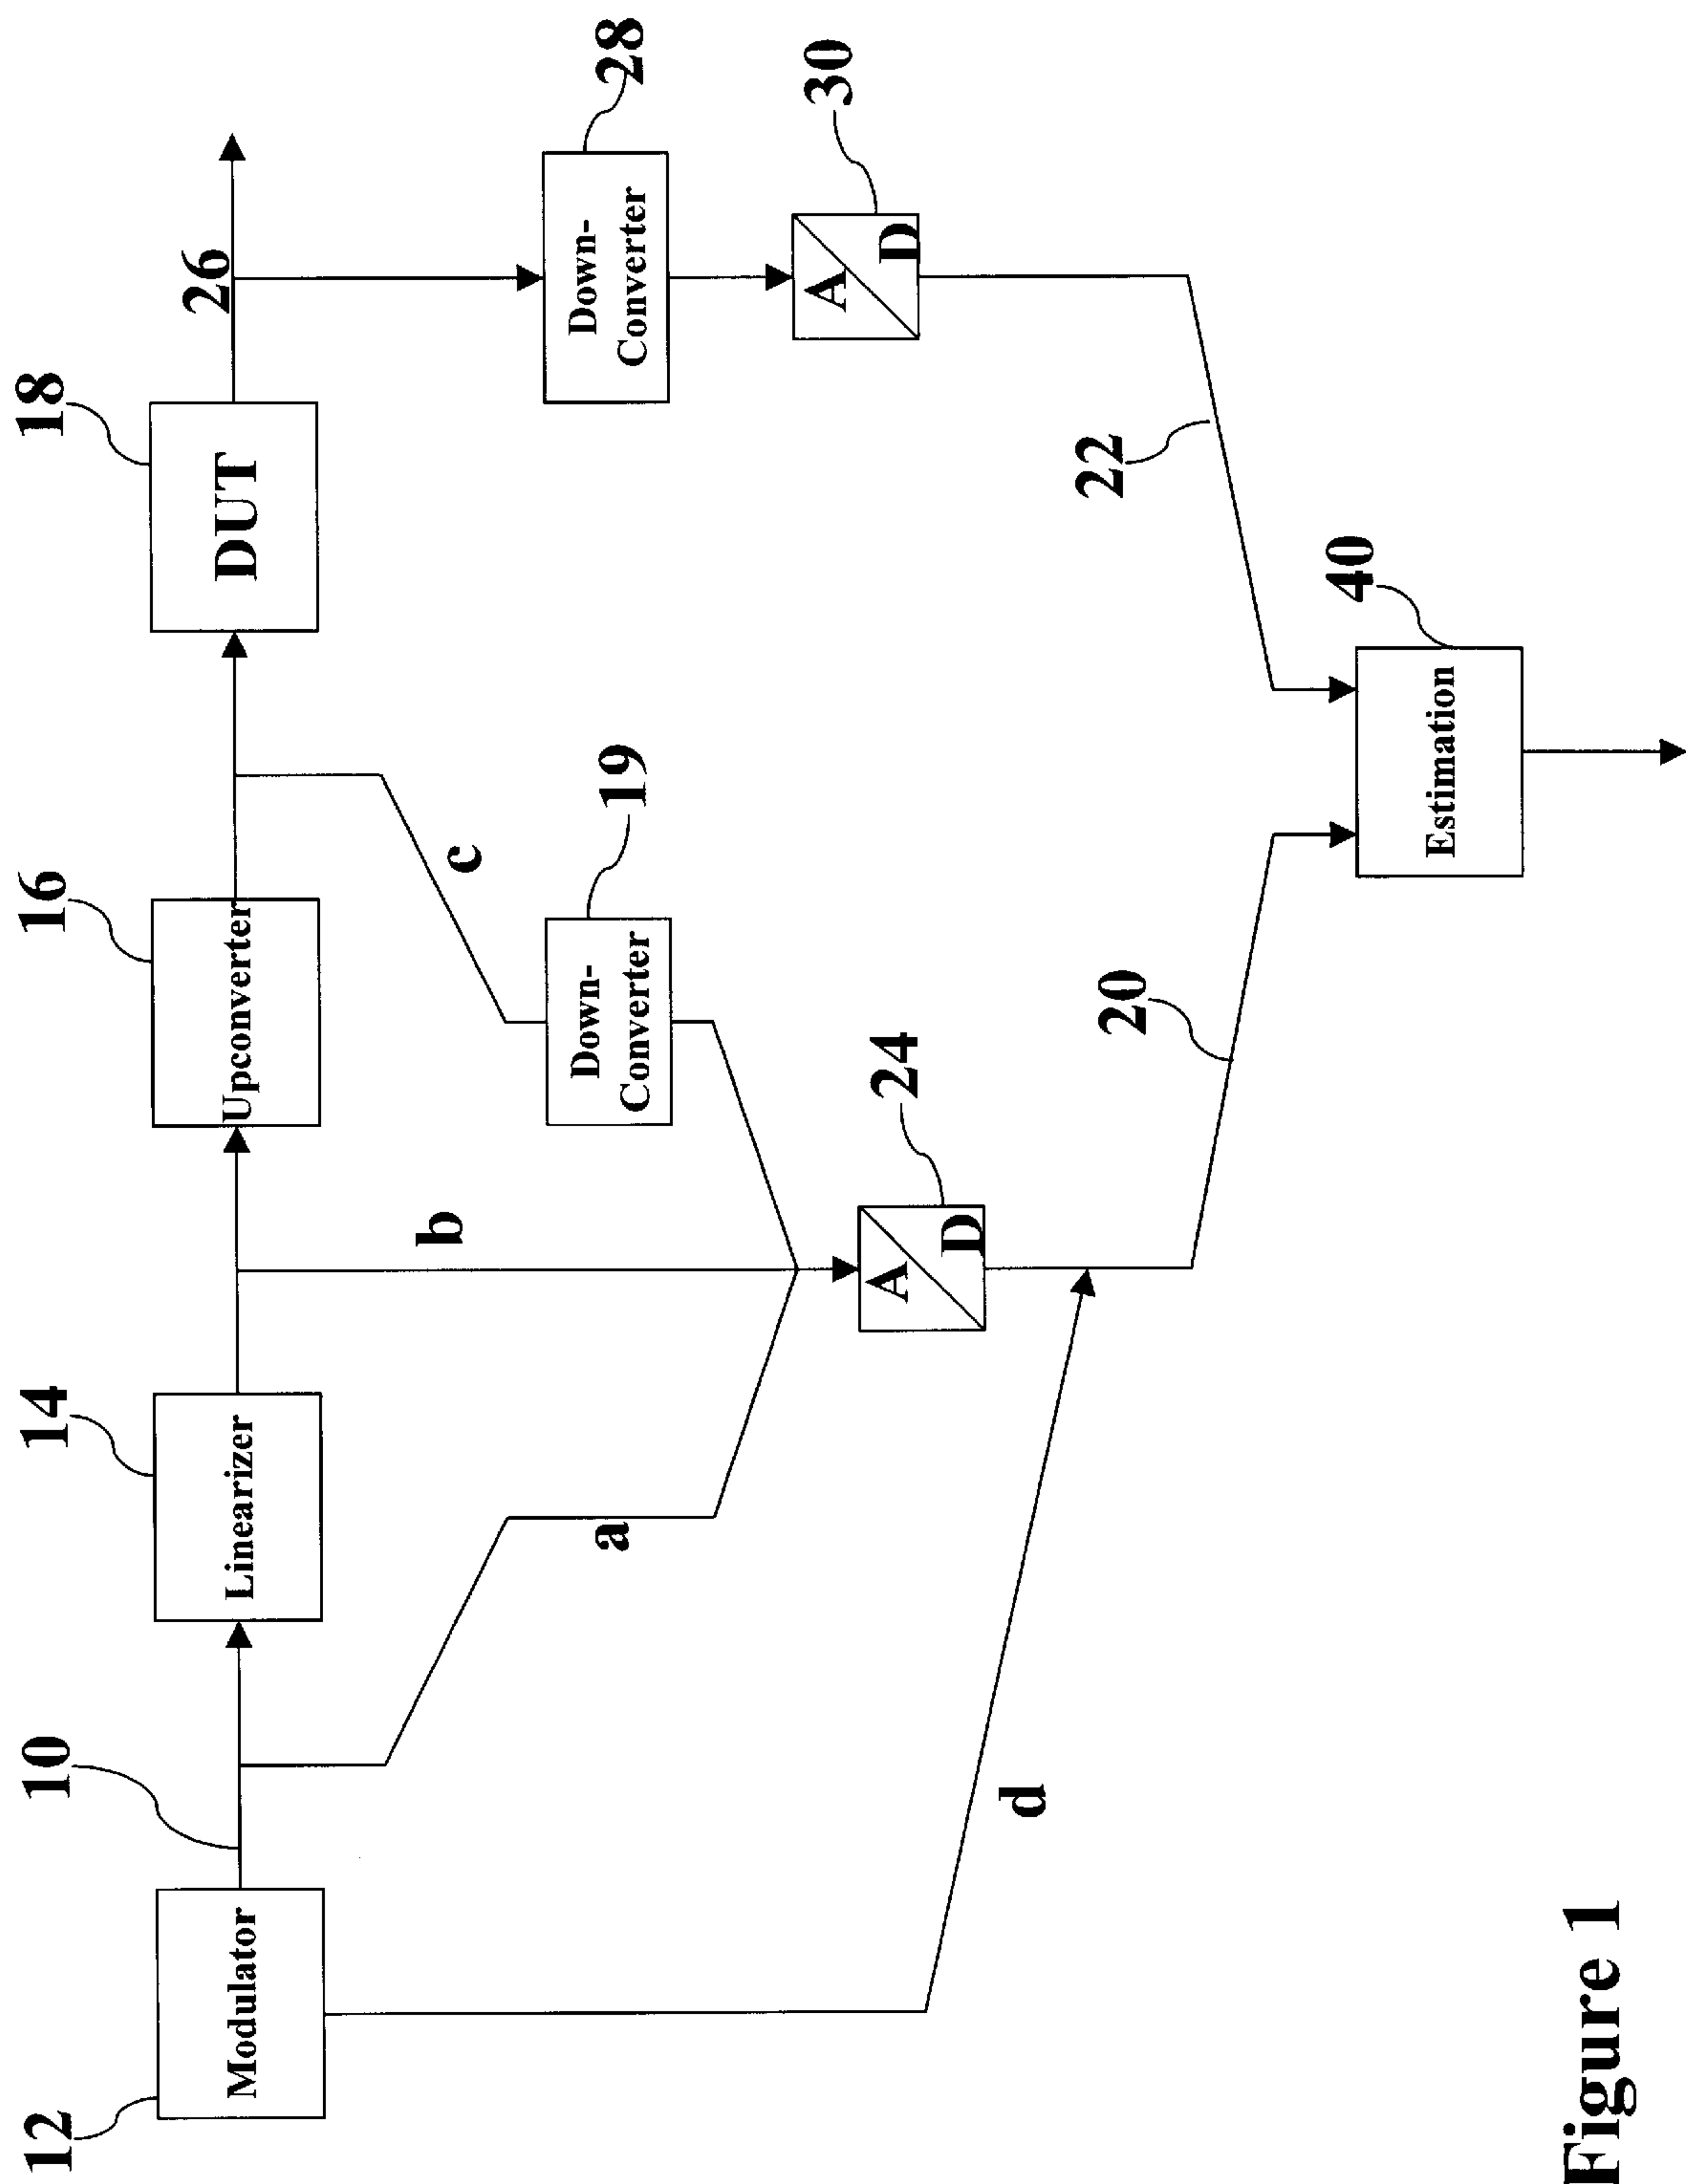 12
10
14
16
18
26
Modulator
Linearizer
Upconverter
DUT
a
b
c
d
19
Down-
Converter
28
Down-
Converter
24
A
D
30
A
D
20
22
40
Estimation
Figure 1